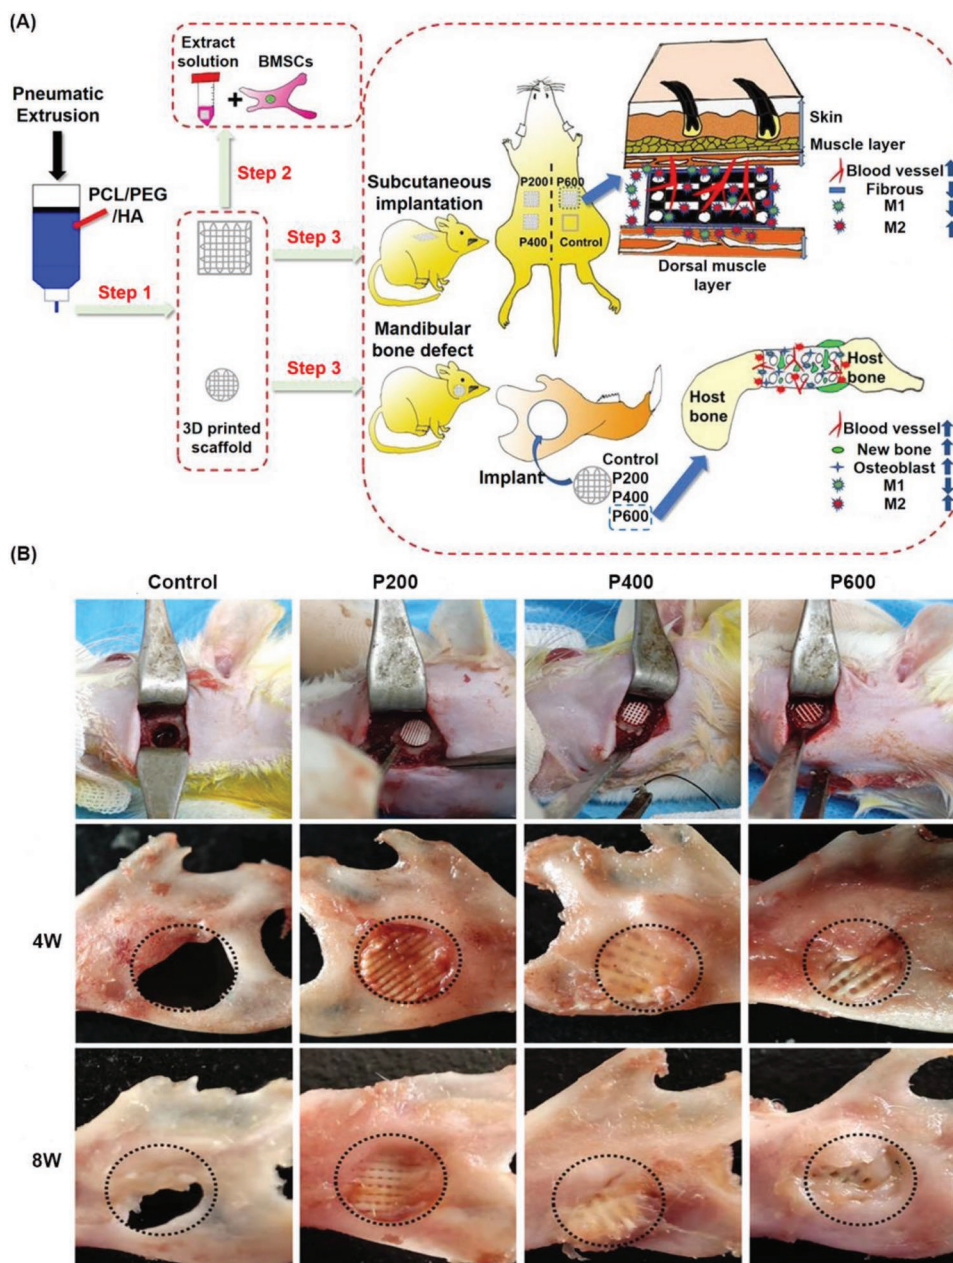 (A)
Pneumatic
Extrusion
PCL/PEG
/HA
Step 1
Extract
solution
+
BMSCs
Step 2
Step 3
Step 3
3D printed
scaffold
Subcutaneous
implantation
P200
P600
P400
Control
Skin
Muscle layer
Blood vessel
Fibrous
M1
M2
Dorsal muscle
layer
Mandibular
bone defect
Implant
Control
P200
P400
P600
Host
bone
Host
bone
Blood vessel
New bone
Osteoblast
M1
M2
(B)
Control
P200
P400
P600
4W
8W